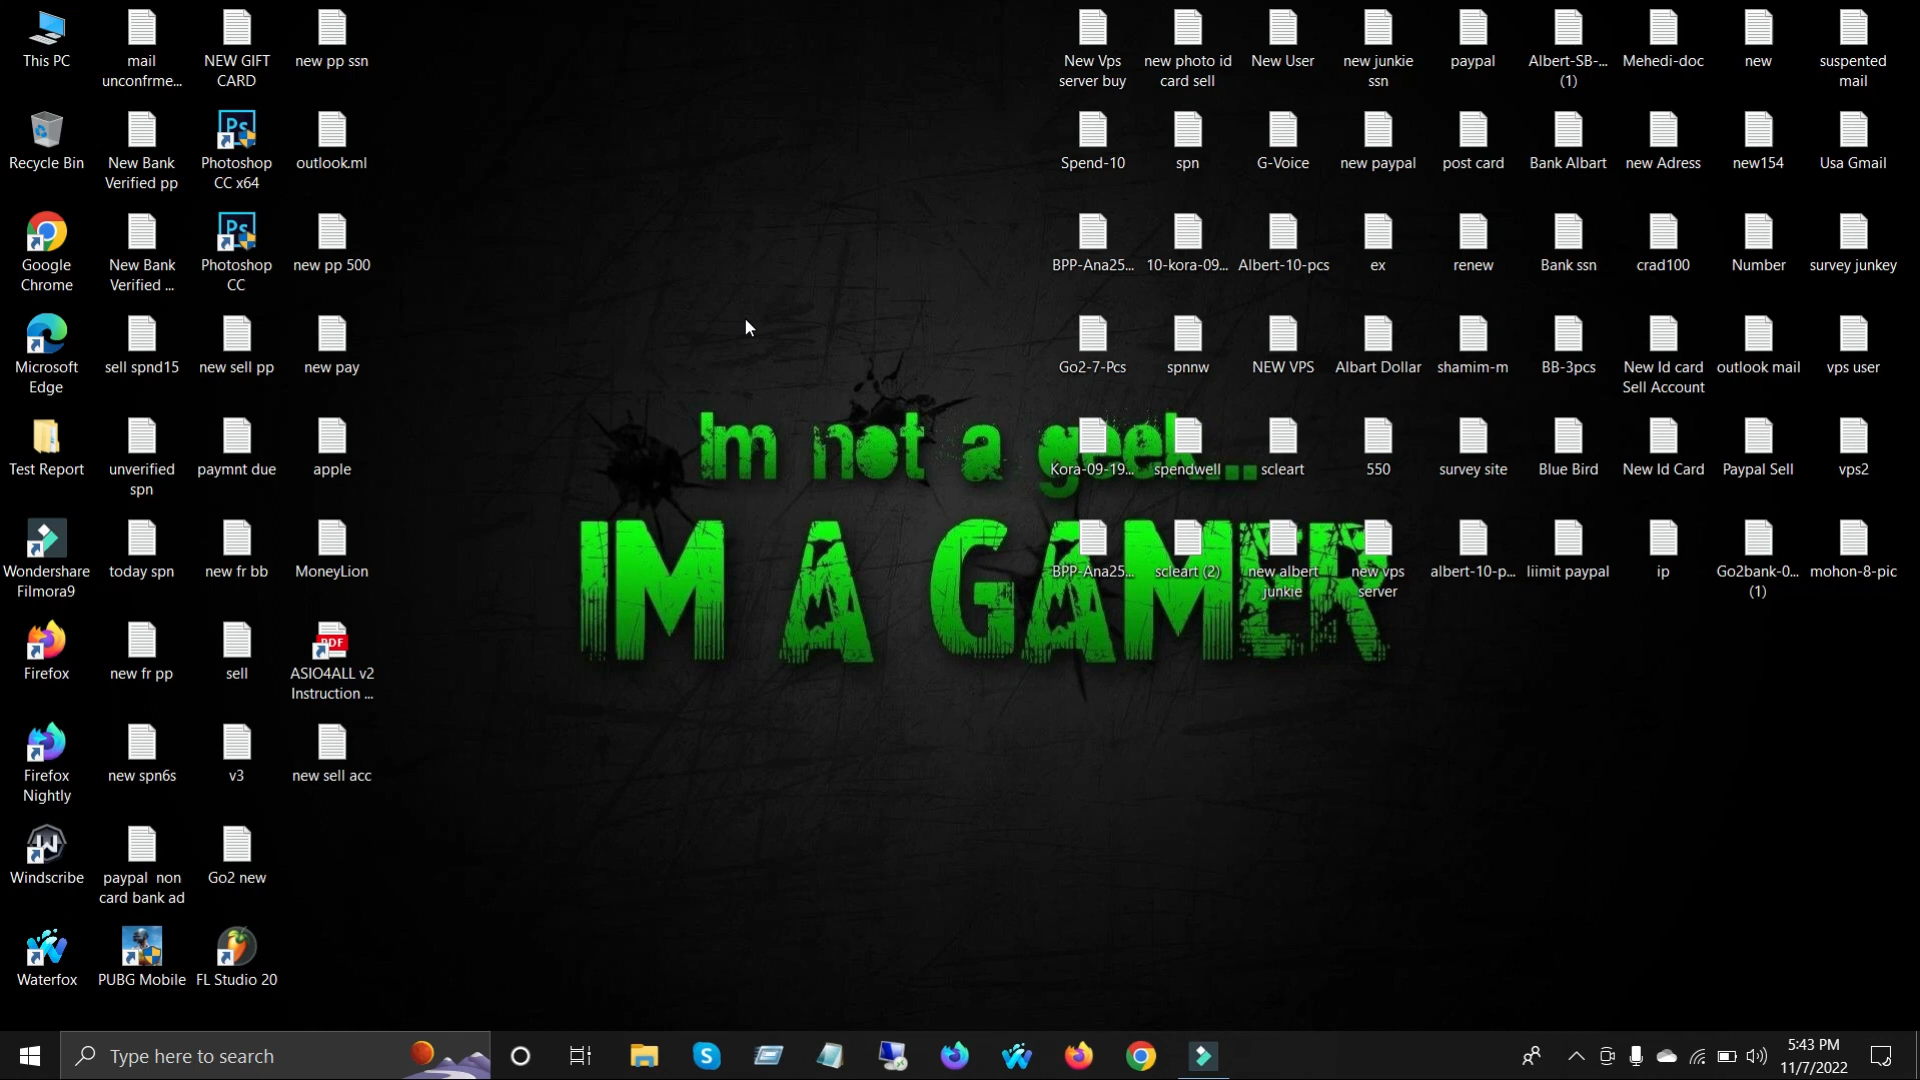 This PC
mail
unconfrme...
NEW GIFT
CARD
new pp ssn
Recycle Bin
New Bank
Verified pp
Photoshop
CC x64
outlook.ml
Google
Chrome
New Bank
Verified ...
Photoshop
CC
new pp 500
Microsoft
Edge
sell spnd15
new sell pp
new pay
Test Report
unverified
spn
paymnt due
apple
Wondershare
Filmora9
today spn
new fr bb
MoneyLion
Firefox
new fr pp
sell
PDF
ASIO4ALL v2
Instruction ...
Firefox
Nightly
new spn6s
v3
new sell acc
Windscribe
paypal non
card bank ad
Go2 new
Waterfox
PUBG Mobile
FL Studio 20
Im not a geek...
IM A GAMER
New Vps
server buy
new photo id
card sell
New User
new junkie
ssn
paypal
Albert-SB-...
(1)
Mehedi-doc
new
suspented
mail
Spend-10
spn
G-Voice
new paypal
post card
Bank Albart
new Adress
new154
Usa Gmail
BPP-Ana25...
10-kora-09...
Albert-10-pcs
ex
renew
Bank ssn
crad100
Number
survey junkey
Go2-7-Pcs
spnnw
NEW VPS
Albart Dollar
shamim-m
BB-3pcs
New Id card
Sell Account
outlook mail
vps user
Kora-09-19...
spendwell
scleart
550
survey site
Blue Bird
New Id Card
Paypal Sell
vps2
BPP-Ana25...
scleart (2)
new albert
junkie
new vps
server
albert-10-p...
liimit paypal
ip
Go2bank-0...
(1)
mohon-8-pic
Type here to search
5:43 PM
11/7/2022